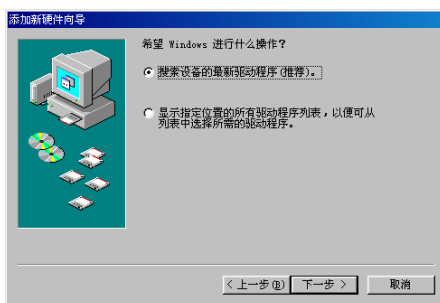 添加新硬件向导
希望 Windows 进行什么操作?
搜索设备的最新驱动程序(推荐)。
显示指定位置的所有驱动程序列表，以便可从
列表中选择所需的驱动程序。
< 上一步(B)
下一步 >
取消